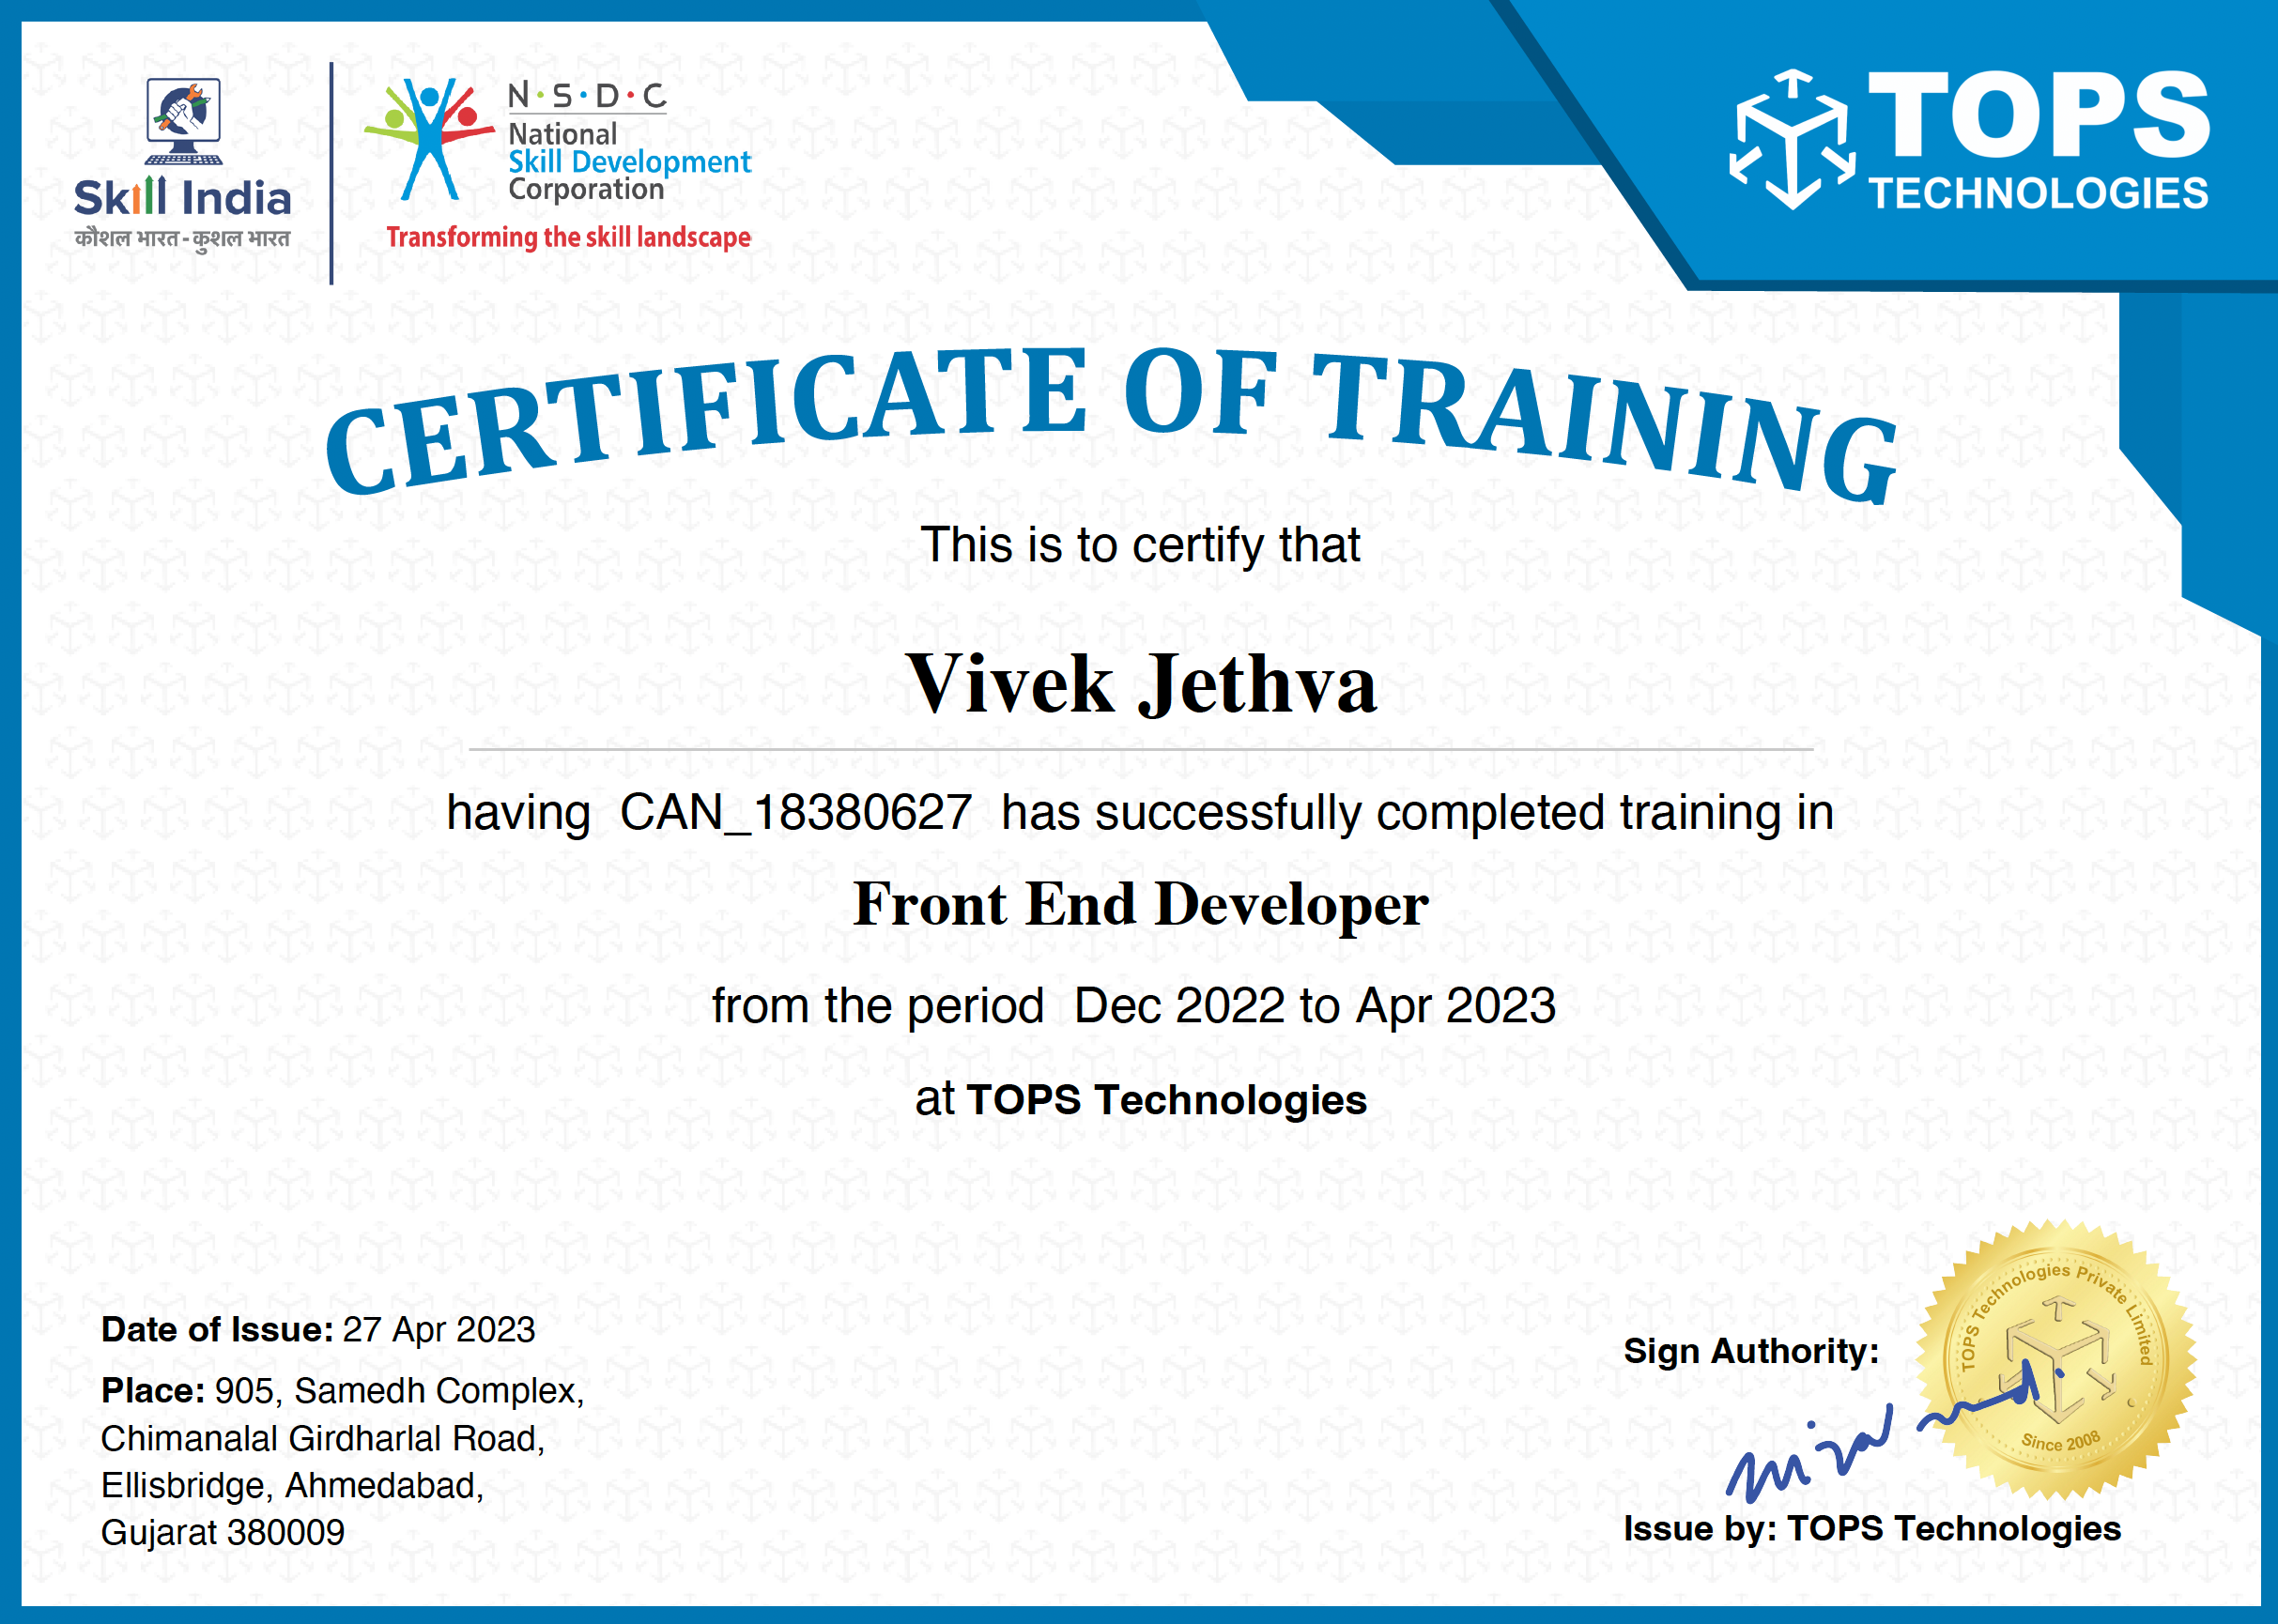 Skill India
कौशल भारत - कुशल भारत
N·S·D·C
National
Skill Development
Corporation
Transforming the skill landscape
TOPS
TECHNOLOGIES
CERTIFICATE OF TRAINING
This is to certify that
Vivek Jethva
having CAN_18380627 has successfully completed training in
Front End Developer
from the period Dec 2022 to Apr 2023
at TOPS Technologies
Date of Issue: 27 Apr 2023
Place: 905, Samedh Complex,
Chimanalal Girdharlal Road,
Ellisbridge, Ahmedabad,
Gujarat 380009
Sign Authority:
TOPS Technologies Private Limited
Since 2008
Issue by: TOPS Technologies